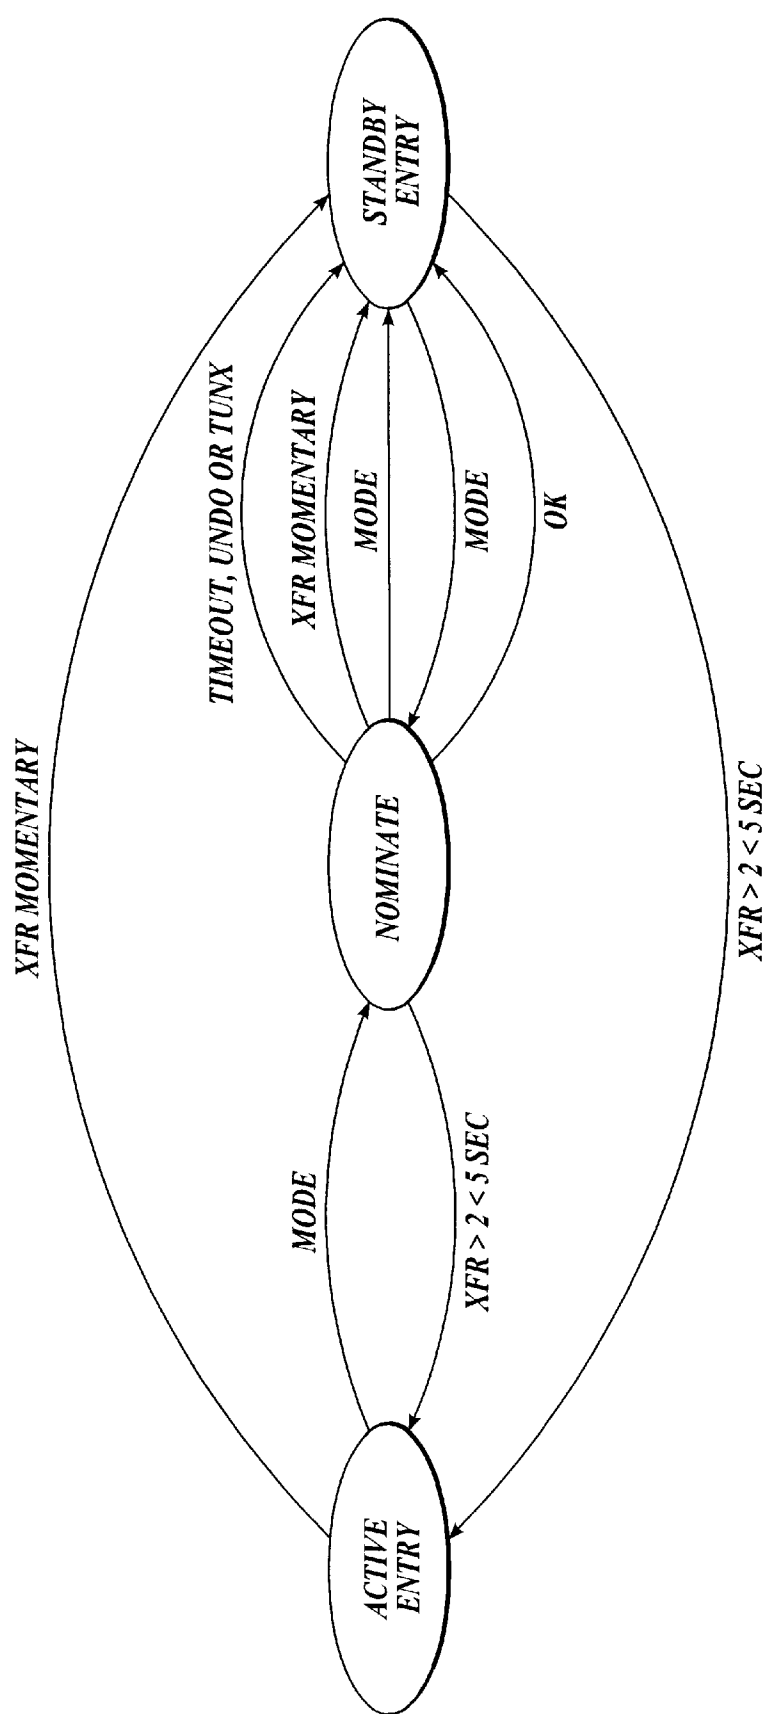 XFR MOMENTARY
TIMEOUT, UNDO OR TUNX
XFR MOMENTARY
MODE
MODE
OK
XFR > 2 < 5 SEC
MODE
XFR > 2 < 5 SEC
ACTIVE
ENTRY
NOMINATE
STANDBY
ENTRY